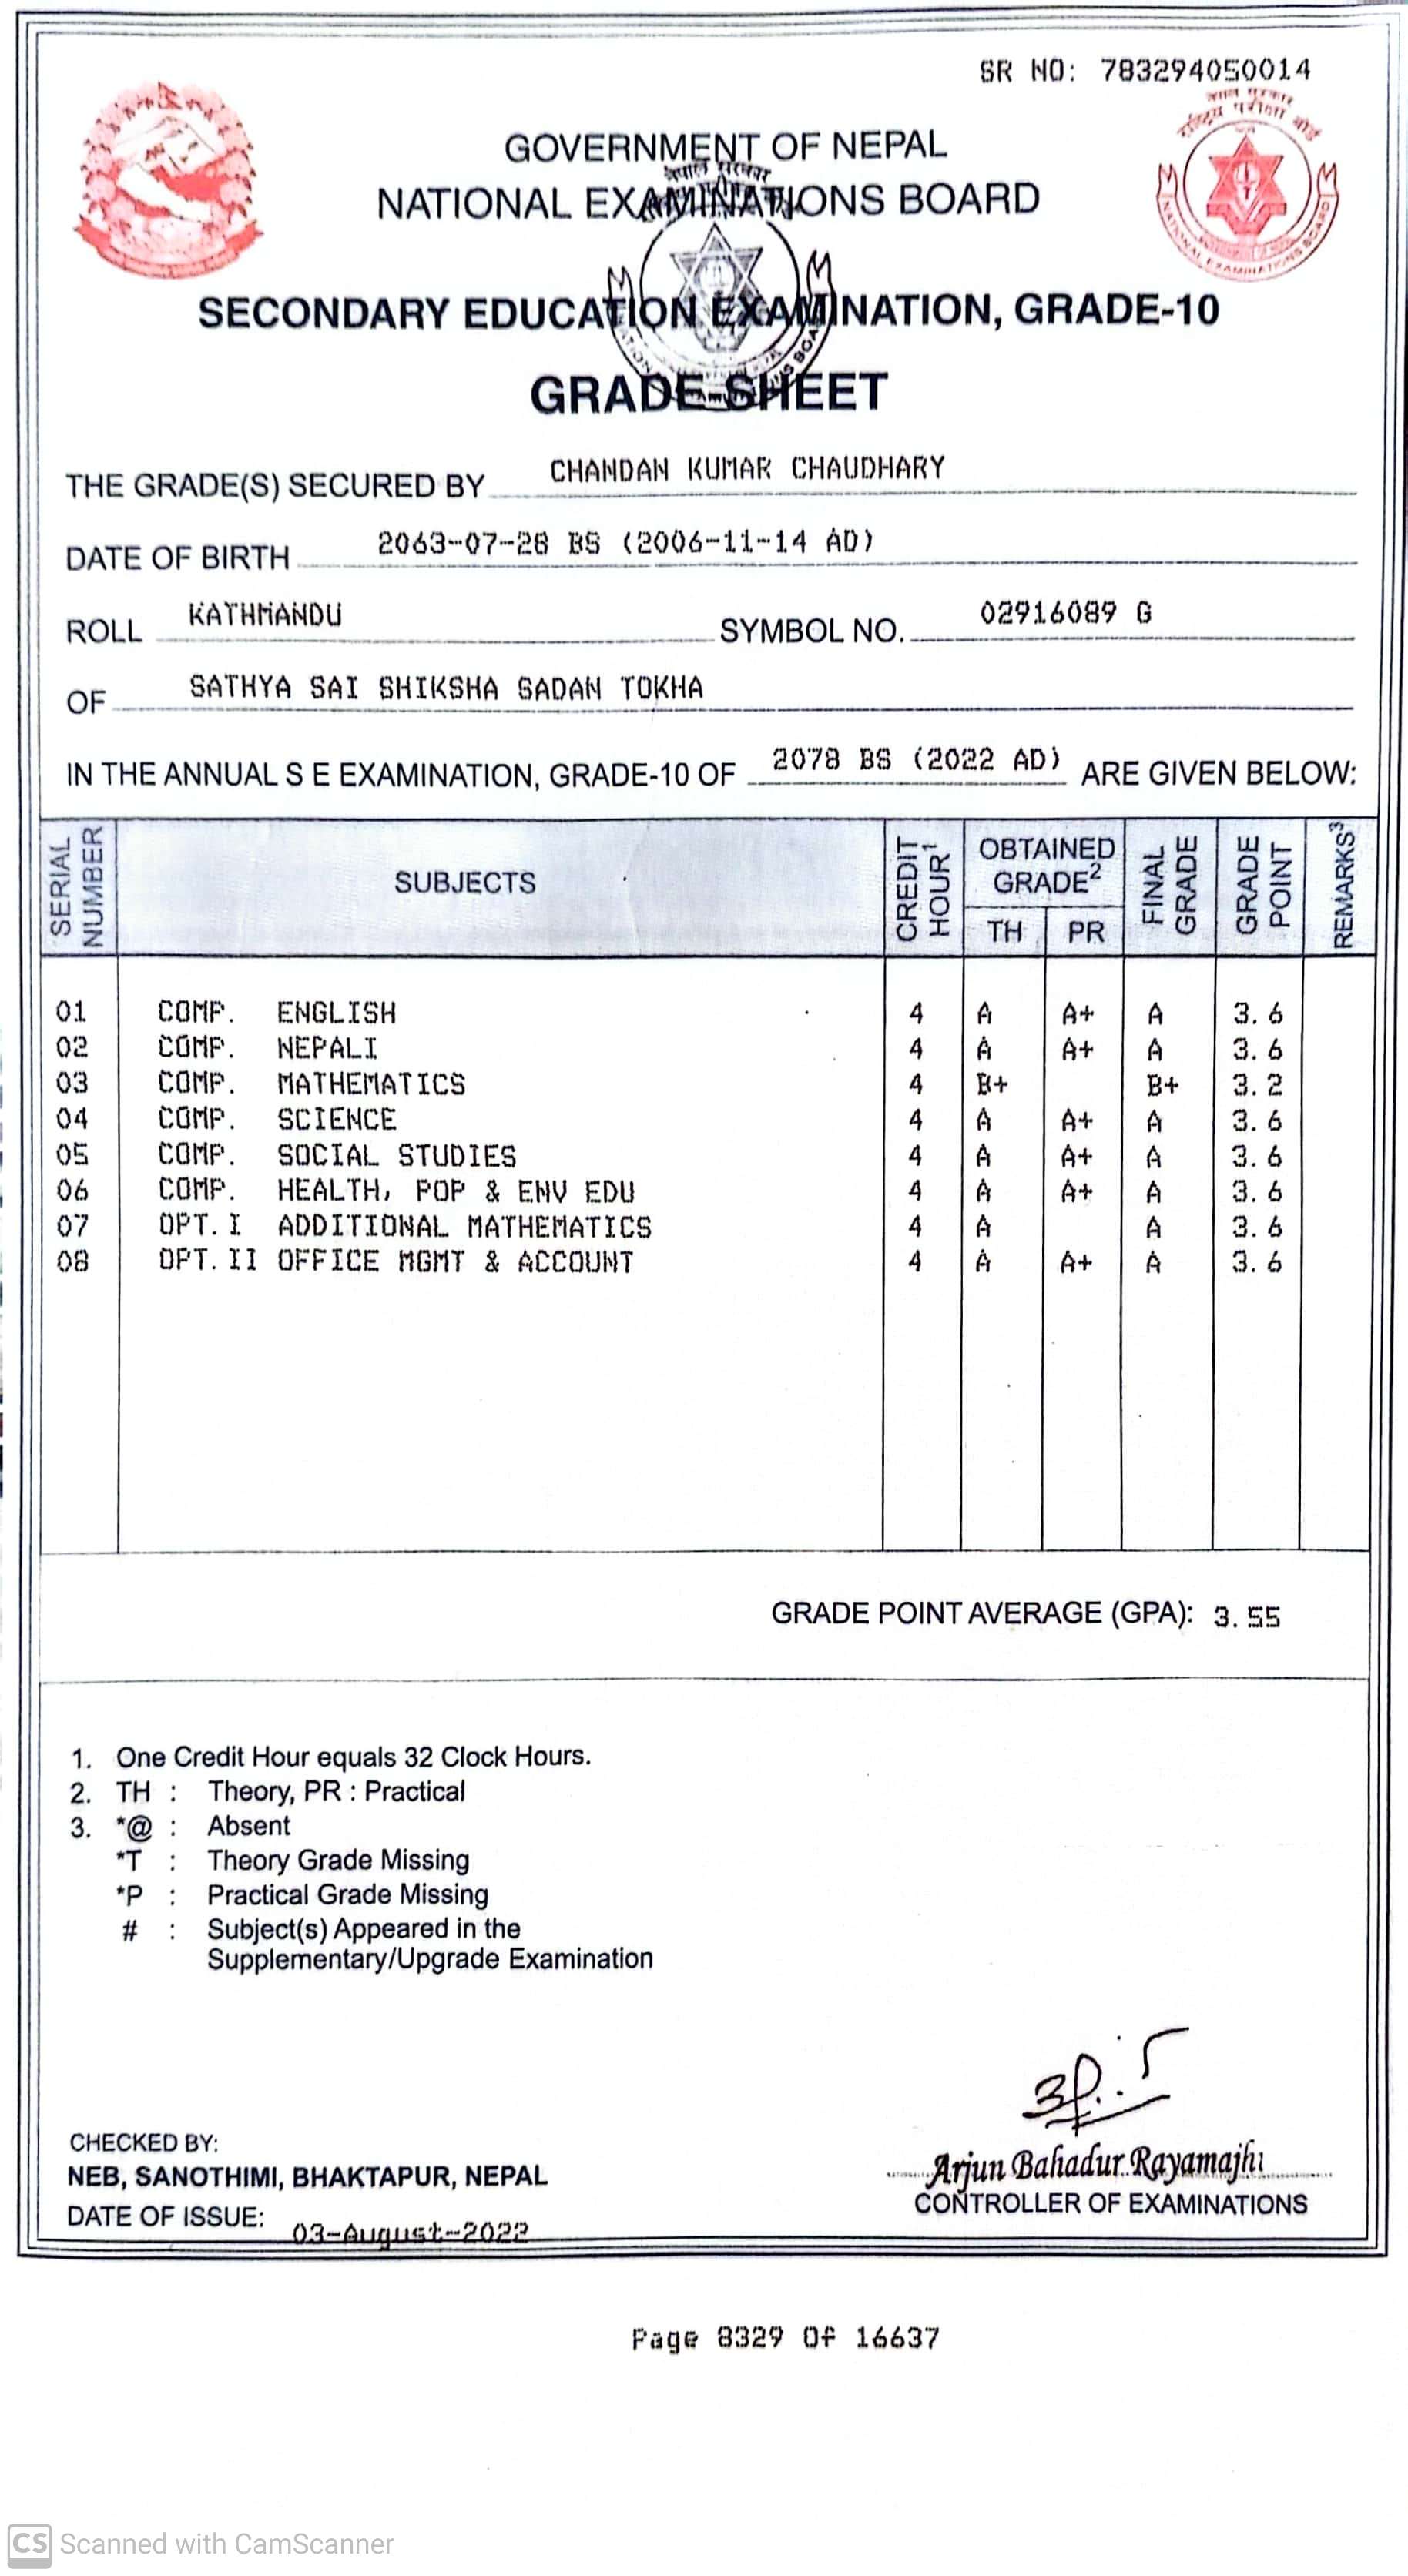 SR NO: 783294050014
GOVERNMENT OF NEPAL
NATIONAL EXAMINATIONS BOARD
SECONDARY EDUCATION EXAMINATION, GRADE-10
GRADE SHEET
THE GRADE(S) SECURED BY CHANDAN KUMAR CHAUDHARY
DATE OF BIRTH 2063-07-28 BS (2006-11-14 AD)
ROLL KATHMANDU SYMBOL NO. 02916089 G
OF SATHYA SAI SHIKSHA SADAN TOKHA
IN THE ANNUAL S E EXAMINATION, GRADE-10 OF 2078 BS (2022 AD) ARE GIVEN BELOW:
SERIAL NUMBER SUBJECTS CREDIT HOUR1 OBTAINED GRADE2 FINAL GRADE GRADE POINT REMARKS3
TH PR
01 COMP. ENGLISH 4 A A+ A 3.6
02 COMP. NEPALI 4 A A+ A 3.6
03 COMP. MATHEMATICS 4 B+ B+ 3.2
04 COMP. SCIENCE 4 A A+ A 3.6
05 COMP. SOCIAL STUDIES 4 A A+ A 3.6
06 COMP. HEALTH, POP & ENV EDU 4 A A+ A 3.6
07 OPT.I ADDITIONAL MATHEMATICS 4 A A 3.6
08 OPT.II OFFICE MGMT & ACCOUNT 4 A A+ A 3.6
GRADE POINT AVERAGE (GPA): 3.55
1. One Credit Hour equals 32 Clock Hours.
2. TH : Theory, PR : Practical
3. *@ : Absent
*T : Theory Grade Missing
*P : Practical Grade Missing
# : Subject(s) Appeared in the
Supplementary/Upgrade Examination
CHECKED BY:
NEB, SANOTHIMI, BHAKTAPUR, NEPAL
DATE OF ISSUE: 03-August-2022
Arjun Bahadur Rayamajhi
CONTROLLER OF EXAMINATIONS
Page 8329 Of 16637
CS Scanned with CamScanner